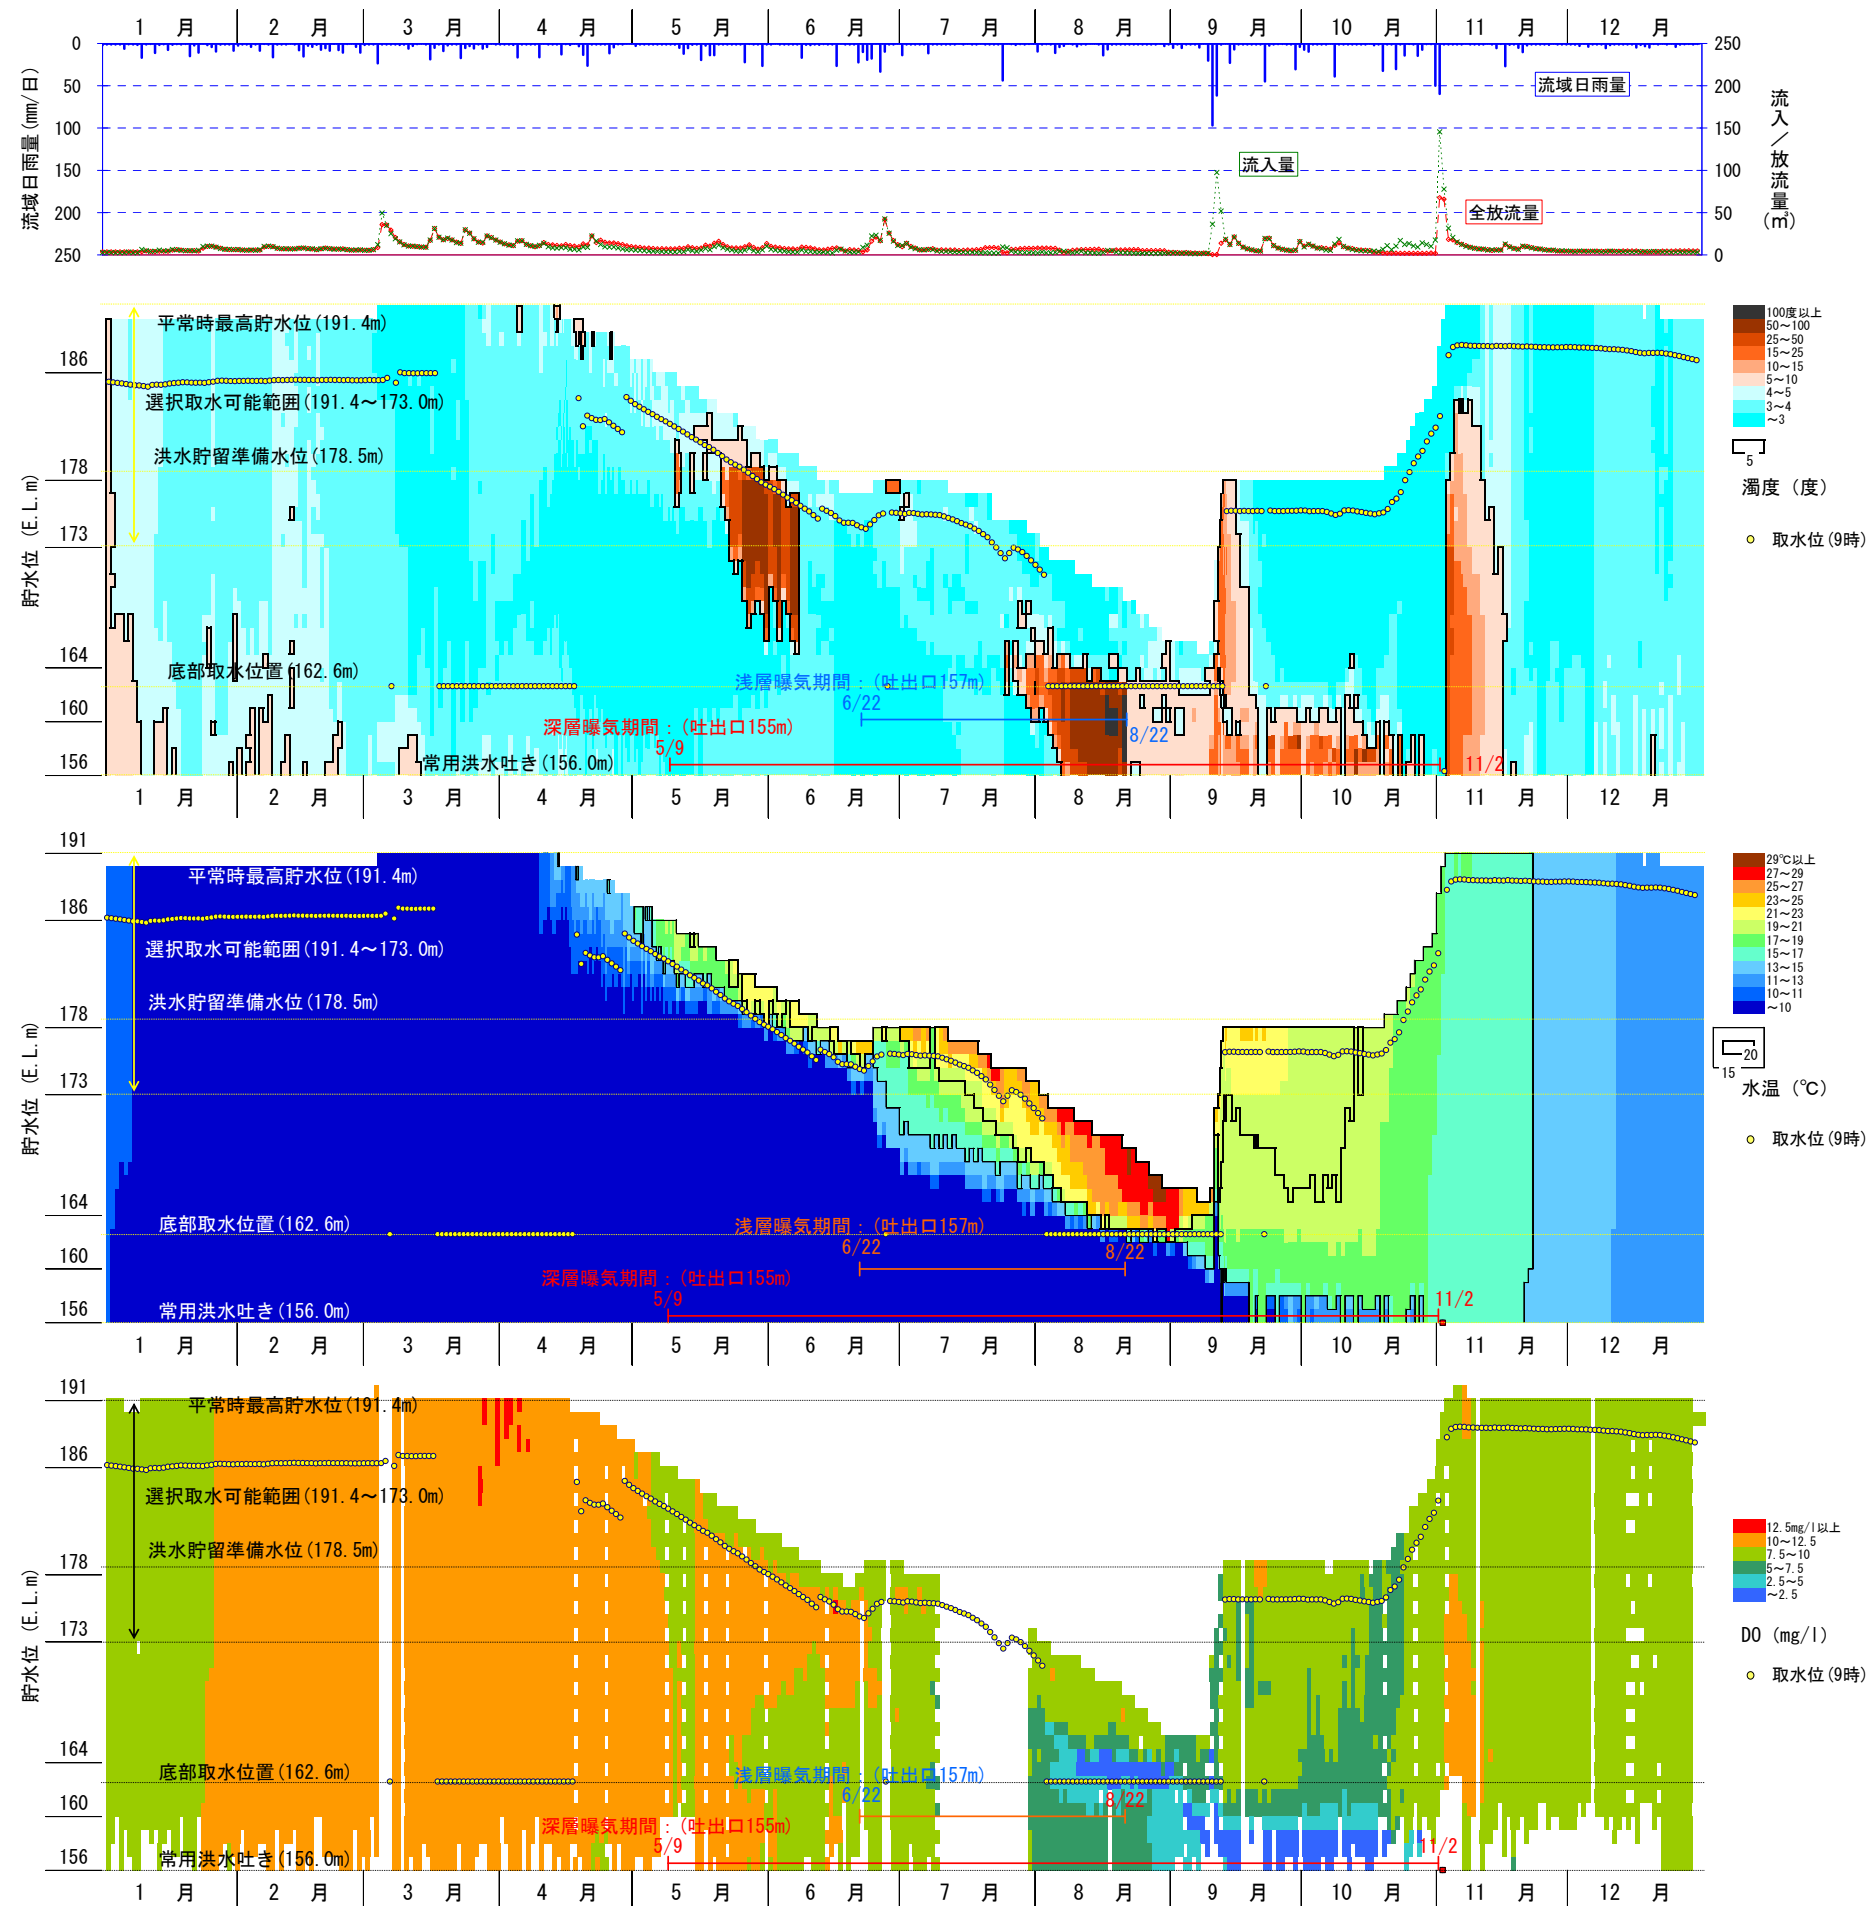 1 月 2 月 3 月 4 月 5 月 6 月 7 月 8 月 9 月 10 月 11 月 12 月
流域日雨量(mm/日)
0
50
100
150
200
250
250
200
150
100
50
0
流入／放流量(㎥)
流域日雨量
流入量
全放流量
貯水位 (E.L.m)
186
178
173
164
160
156
平常時最高貯水位(191.4m)
選択取水可能範囲(191.4～173.0m)
洪水貯留準備水位(178.5m)
底部取水位置(162.6m)
浅層曝気期間：(吐出口157m)
6/22
8/22
深層曝気期間：(吐出口155m)
5/9
11/2
常用洪水吐き(156.0m)
100度以上
50～100
25～50
15～25
10～15
5～10
4～5
3～4
～3
5
濁度 (度)
取水位(9時)
1 月 2 月 3 月 4 月 5 月 6 月 7 月 8 月 9 月 10 月 11 月 12 月
貯水位 (E.L.m)
191
186
178
173
164
160
156
平常時最高貯水位(191.4m)
選択取水可能範囲(191.4～173.0m)
洪水貯留準備水位(178.5m)
底部取水位置(162.6m)
浅層曝気期間：(吐出口157m)
6/22
8/22
深層曝気期間：(吐出口155m)
5/9
11/2
常用洪水吐き(156.0m)
29℃以上
27～29
25～27
23～25
21～23
19～21
17～19
15～17
13～15
11～13
10～11
～10
20
15
水温 (℃)
取水位(9時)
1 月 2 月 3 月 4 月 5 月 6 月 7 月 8 月 9 月 10 月 11 月 12 月
貯水位 (E.L.m)
191
186
178
173
164
160
156
平常時最高貯水位(191.4m)
選択取水可能範囲(191.4～173.0m)
洪水貯留準備水位(178.5m)
底部取水位置(162.6m)
浅層曝気期間：(吐出口157m)
6/22
8/22
深層曝気期間：(吐出口155m)
5/9
11/2
常用洪水吐き(156.0m)
12.5mg/l以上
10～12.5
7.5～10
5～7.5
2.5～5
～2.5
DO (mg/l)
取水位(9時)
1 月 2 月 3 月 4 月 5 月 6 月 7 月 8 月 9 月 10 月 11 月 12 月